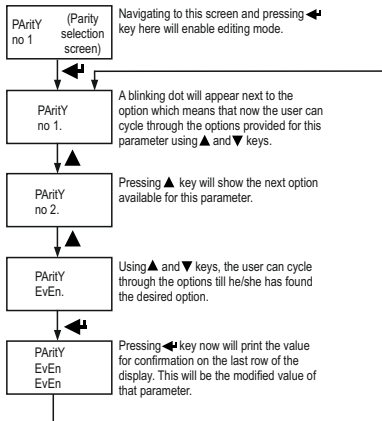 PAritY (Parity
no 1 selection
screen)
Navigating to this screen and pressing
key here will enable editing mode.
PAritY
no 1.
A blinking dot will appear next to the
option which means that now the user can
cycle through the options provided for this
parameter using ▲ and ▼ keys.
▲
PAritY
no 2.
Pressing ▲ key will show the next option
available for this parameter.
▲
PAritY
EvEn.
Using ▲ and ▼ keys, the user can cycle
through the options till he/she has found
the desired option.
PAritY
EvEn
EvEn
Pressing key now will print the value
for confirmation on the last row of the
display. This will be the modified value of
that parameter.